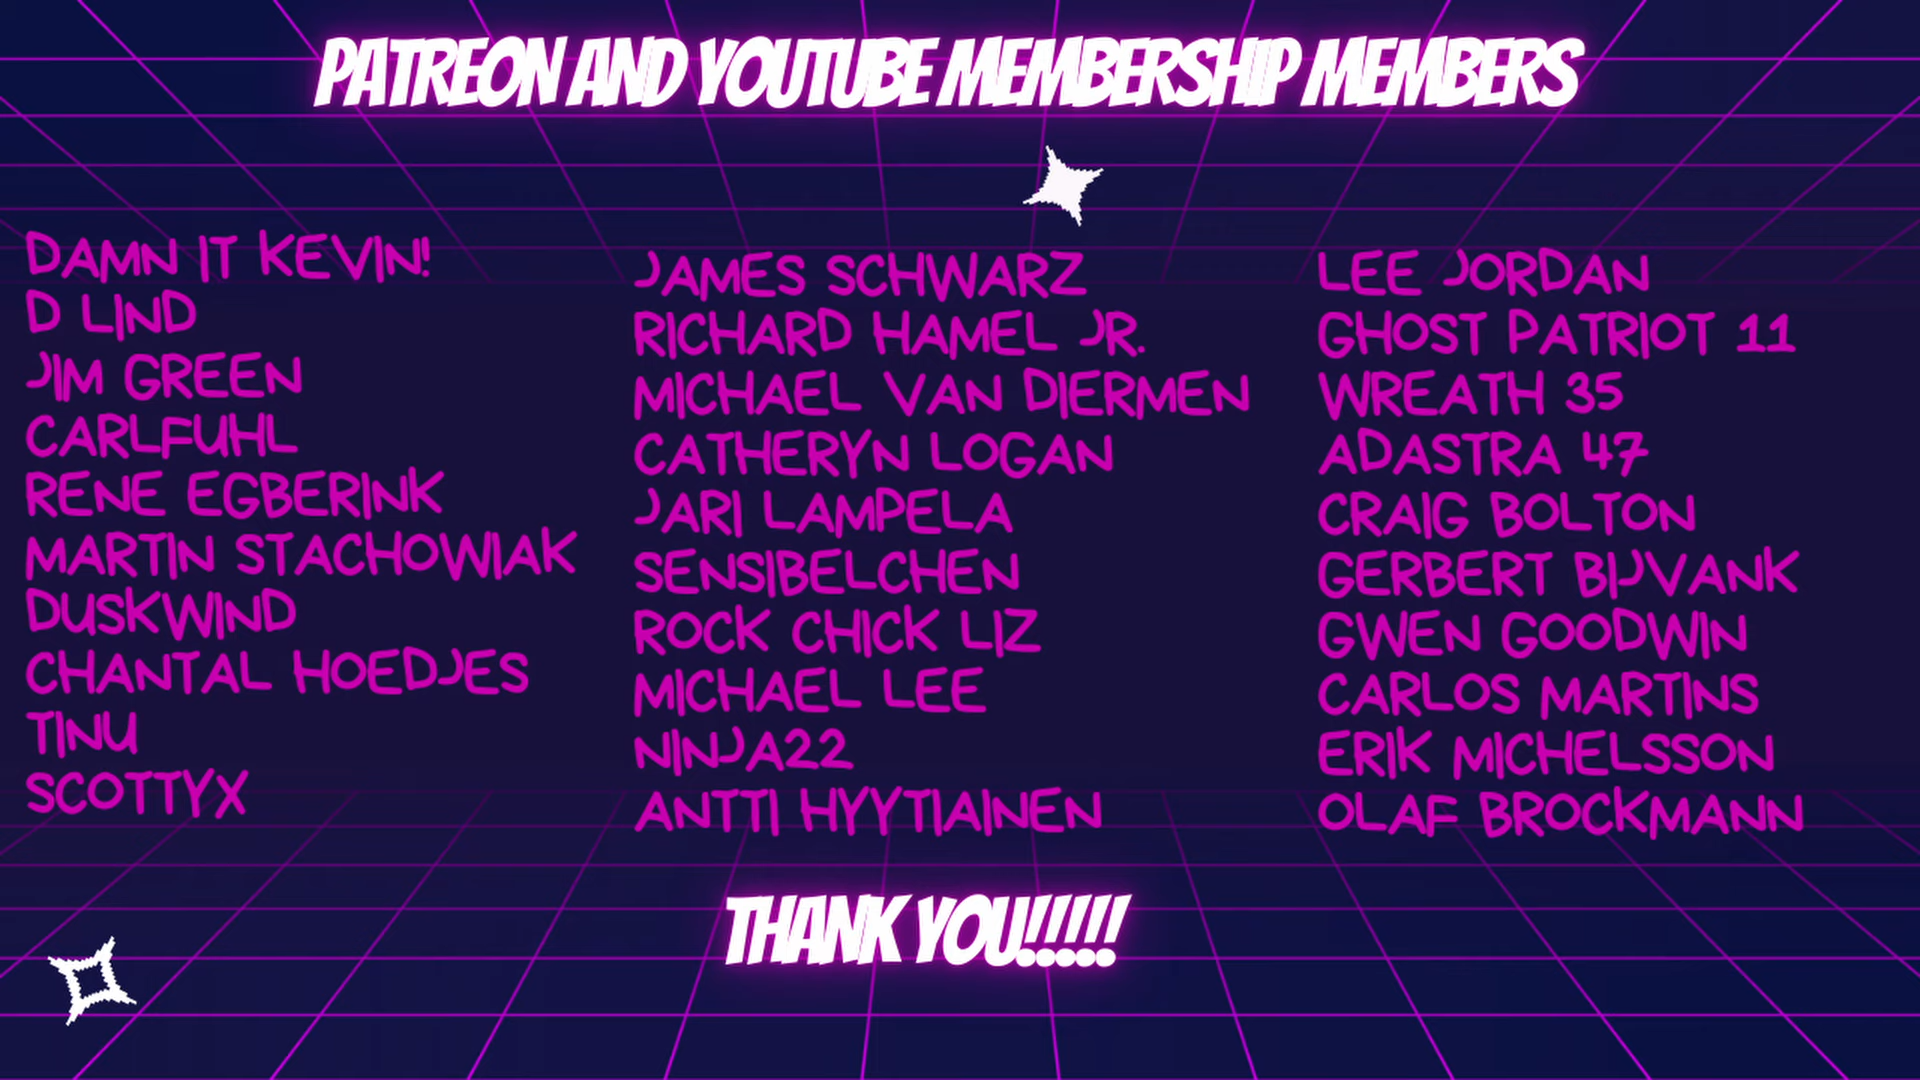 PATREON AND YOUTUBE MEMBERSHIP MEMBERS
DAMN IT KEVIN!
D LIND
JIM GREEN
CARLFUHL
RENE EGBERINK
MARTIN STACHOWIAK
DUSKWIND
CHANTAL HOEDJES
TINU
SCOTTYX
JAMES SCHWARZ
RICHARD HAMEL JR.
MICHAEL VAN DIERMEN
CATHERYN LOGAN
JARI LAMPELA
SENSIBELCHEN
ROCK CHICK LIZ
MICHAEL LEE
NINJA22
ANTTI HYYTIAINEN
LEE JORDAN
GHOST PATRIOT 11
WREATH 35
ADASTRA 47
CRAIG BOLTON
GERBERT BIJVANK
GWEN GOODWIN
CARLOS MARTINS
ERIK MICHELSSON
OLAF BROCKMANN
THANK YOU!!!!!